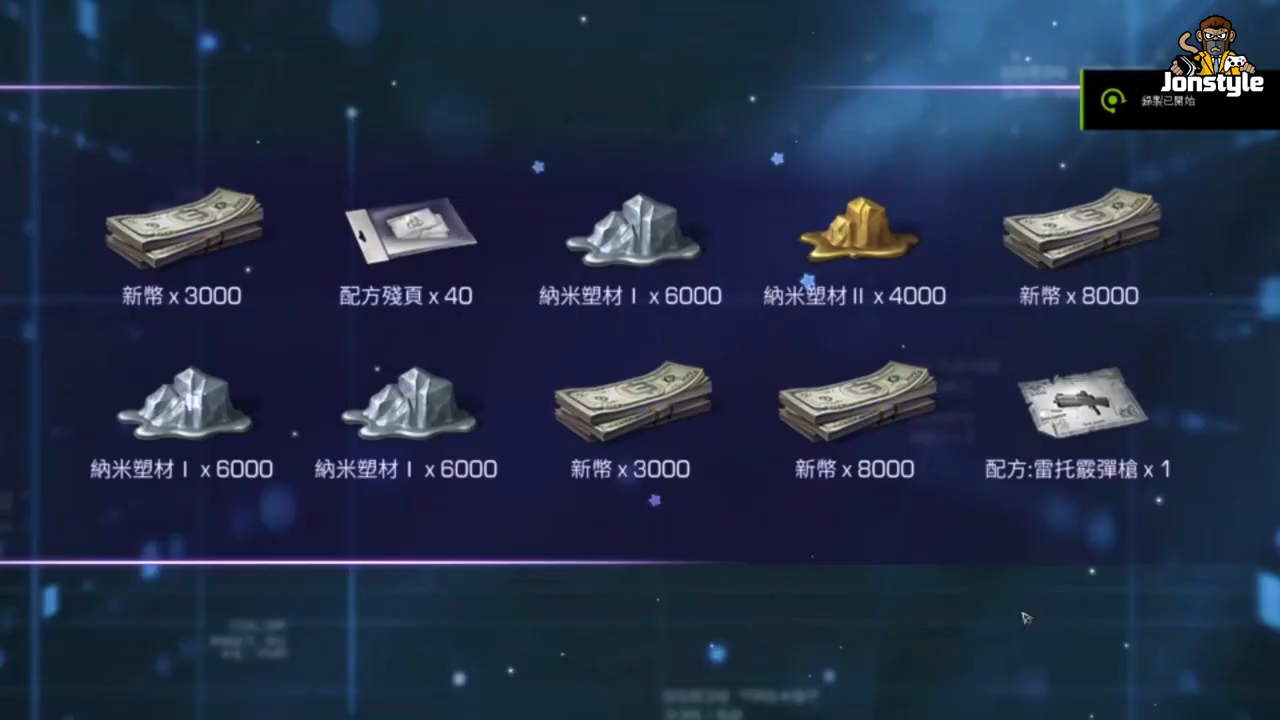 Jonstyle
錄製已開始
新幣 x 3000
配方殘頁 x 40
納米塑材 I x 6000
納米塑材 II x 4000
新幣 x 8000
納米塑材 I x 6000
納米塑材 I x 6000
新幣 x 3000
新幣 x 8000
配方:雷托霰彈槍 x 1